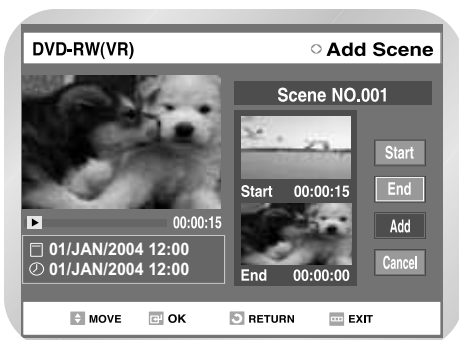 DVD-RW(VR)
Add Scene
Scene NO.001
Start 00:00:15
End 00:00:00
00:00:15
01/JAN/2004 12:00
01/JAN/2004 12:00
Start
End
Add
Cancel
MOVE OK RETURN EXIT